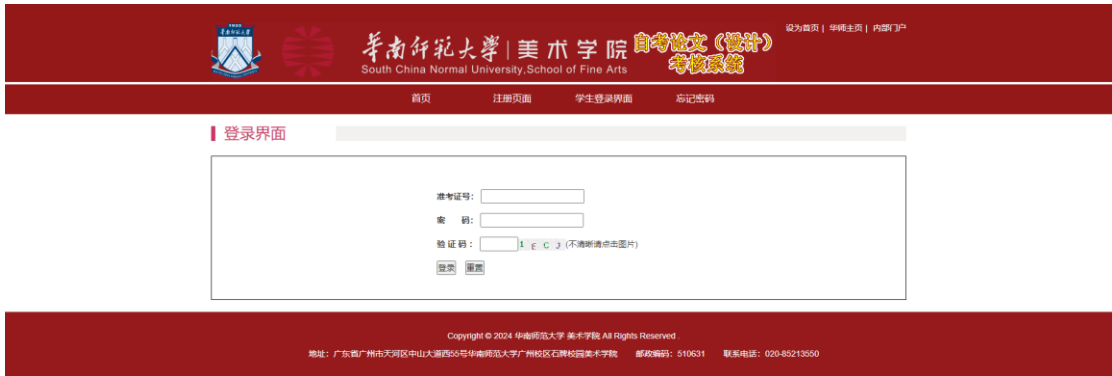 设为首页 | 华师主页 | 内部门户
华南师范大学 | 美术学院 自考论文（设计）
考核系统
South China Normal University,School of Fine Arts
首页 注册页面 学生登录界面 忘记密码
登录界面
准考证号：
密 码：
验 证 码： 1 E C J (不清晰请点击图片)
登录 重置
Copyright © 2024 华南师范大学 美术学院 All Rights Reserved .
地址：广东省广州市天河区中山大道西55号华南师范大学广州校区石牌校园美术学院 邮政编码：510631 联系电话：020-85213550